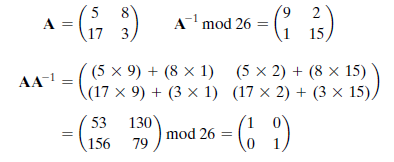 A = ( 5 8 ) A⁻¹ mod 26 = ( 9 2 )
( 17 3 ) ( 1 15 )
AA⁻¹ = ( (5 × 9) + (8 × 1) (5 × 2) + (8 × 15) )
( (17 × 9) + (3 × 1) (17 × 2) + (3 × 15) )
= ( 53 130 ) mod 26 = ( 1 0 )
( 156 79 ) ( 0 1 )